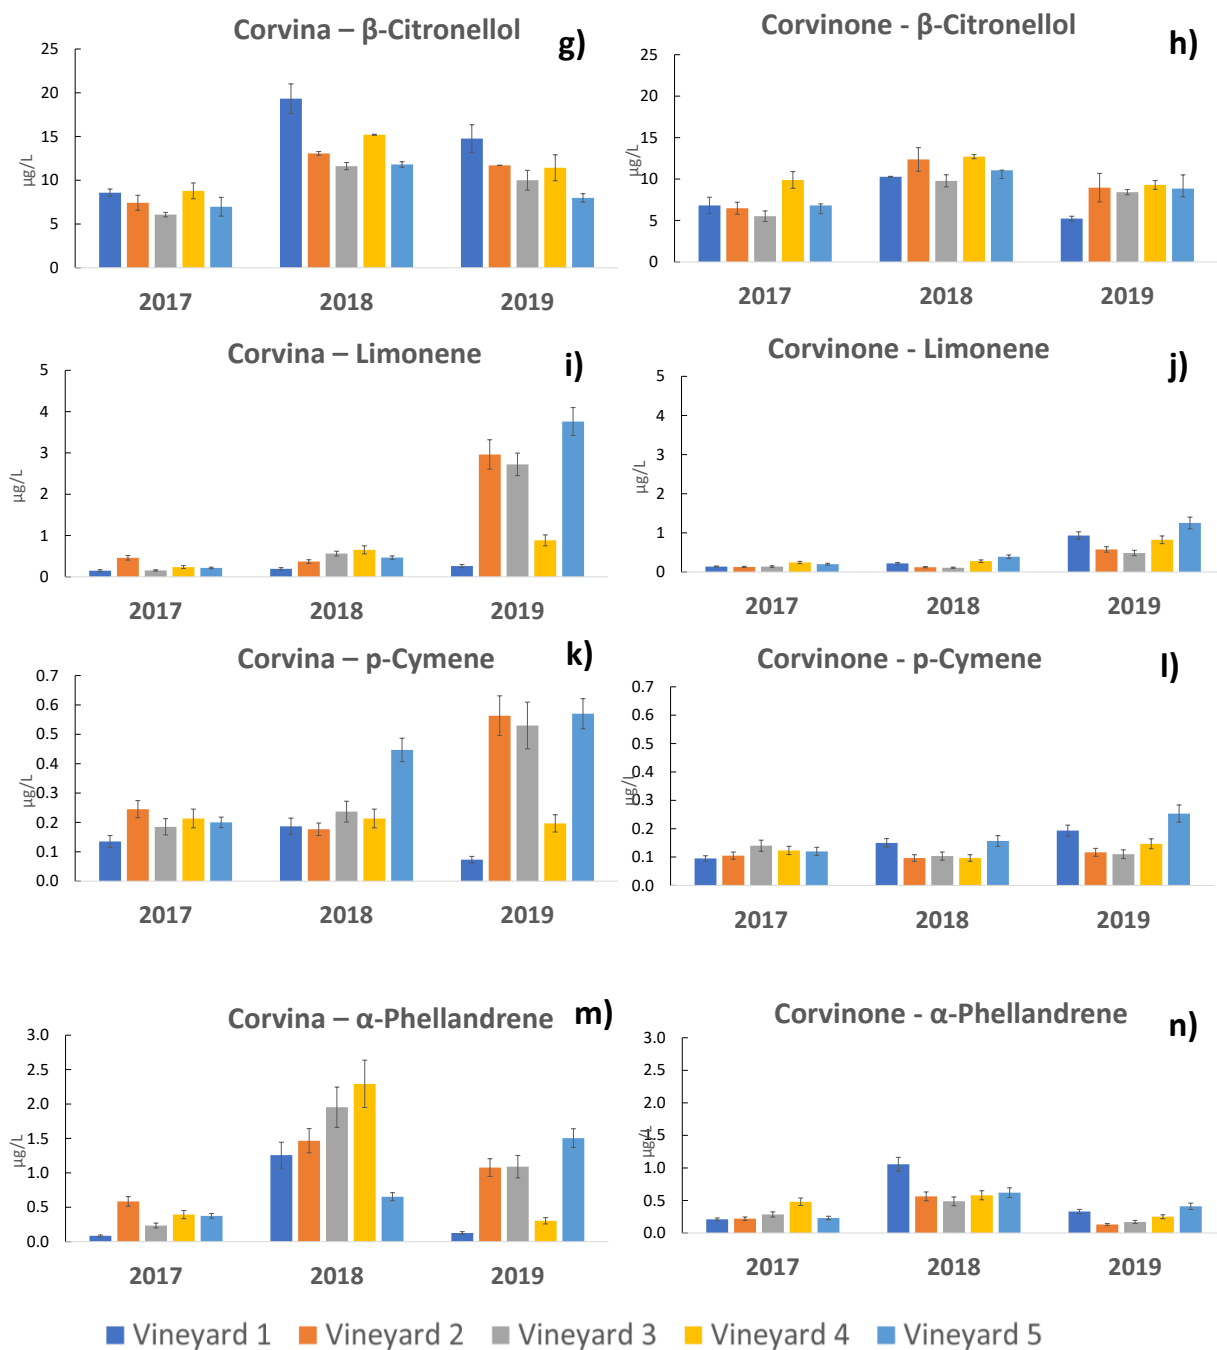 Corvina – β-Citronellol
g)
25
20
15
10
5
0
µg/L
2017 2018 2019
Corvinone - β-Citronellol
h)
25
20
15
10
5
0
µg/L
2017 2018 2019
Corvina – Limonene
i)
5
4
3
2
1
0
µg/L
2017 2018 2019
Corvinone - Limonene
j)
5
4
3
2
1
0
µg/L
2017 2018 2019
Corvina – p-Cymene
k)
0.7
0.6
0.5
0.4
0.3
0.2
0.1
0.0
µg/L
2017 2018 2019
Corvinone - p-Cymene
l)
0.7
0.6
0.5
0.4
0.3
0.2
0.1
0.0
µg/L
2017 2018 2019
Corvina – α-Phellandrene
m)
3.0
2.5
2.0
1.5
1.0
0.5
0.0
µg/L
2017 2018 2019
Corvinone - α-Phellandrene
n)
3.0
2.5
2.0
1.5
1.0
0.5
0.0
µg/L
2017 2018 2019
Vineyard 1 Vineyard 2 Vineyard 3 Vineyard 4 Vineyard 5